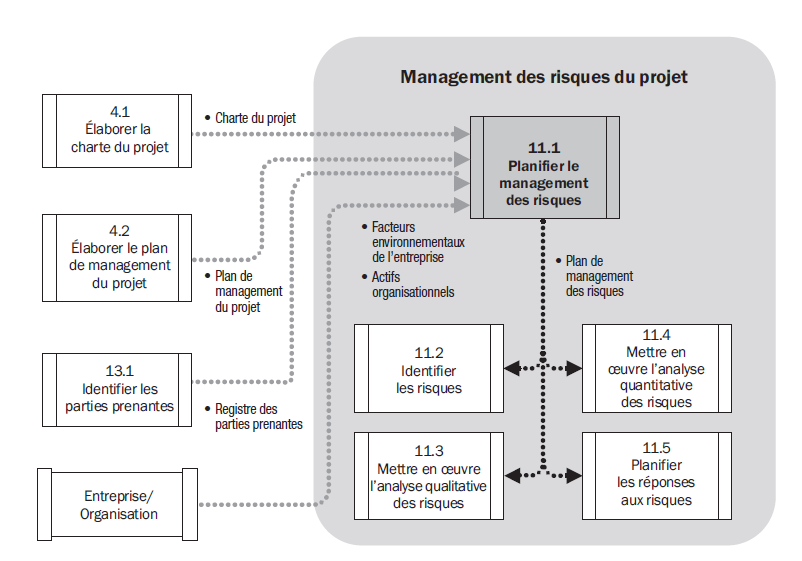 Management des risques du projet
4.1
Élaborer la
charte du projet
• Charte du projet
11.1
Planifier le
management
des risques
4.2
Élaborer le plan
de management
du projet
• Plan de
management
du projet
• Facteurs
environnementaux
de l'entreprise
• Actifs
organisationnels
• Plan de
management
des risques
13.1
Identifier les
parties prenantes
• Registre des
parties prenantes
11.2
Identifier
les risques
11.4
Mettre en
œuvre l'analyse
quantitative
des risques
11.3
Mettre en œuvre
l'analyse qualitative
des risques
11.5
Planifier
les réponses
aux risques
Entreprise/
Organisation